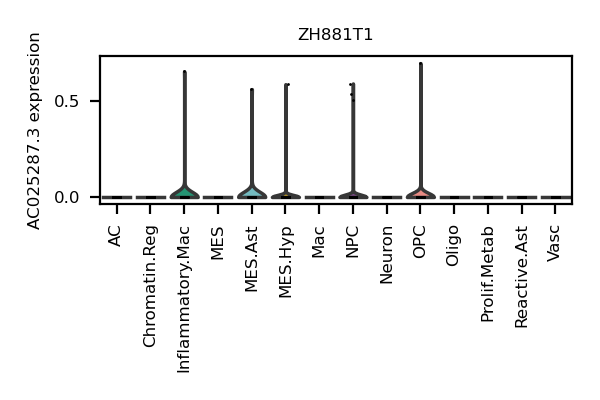 ZH881T1
AC025287.3 expression
0.5
0.0
AC
Chromatin.Reg
Inflammatory.Mac
MES
MES.Ast
MES.Hyp
Mac
NPC
Neuron
OPC
Oligo
Prolif.Metab
Reactive.Ast
Vasc